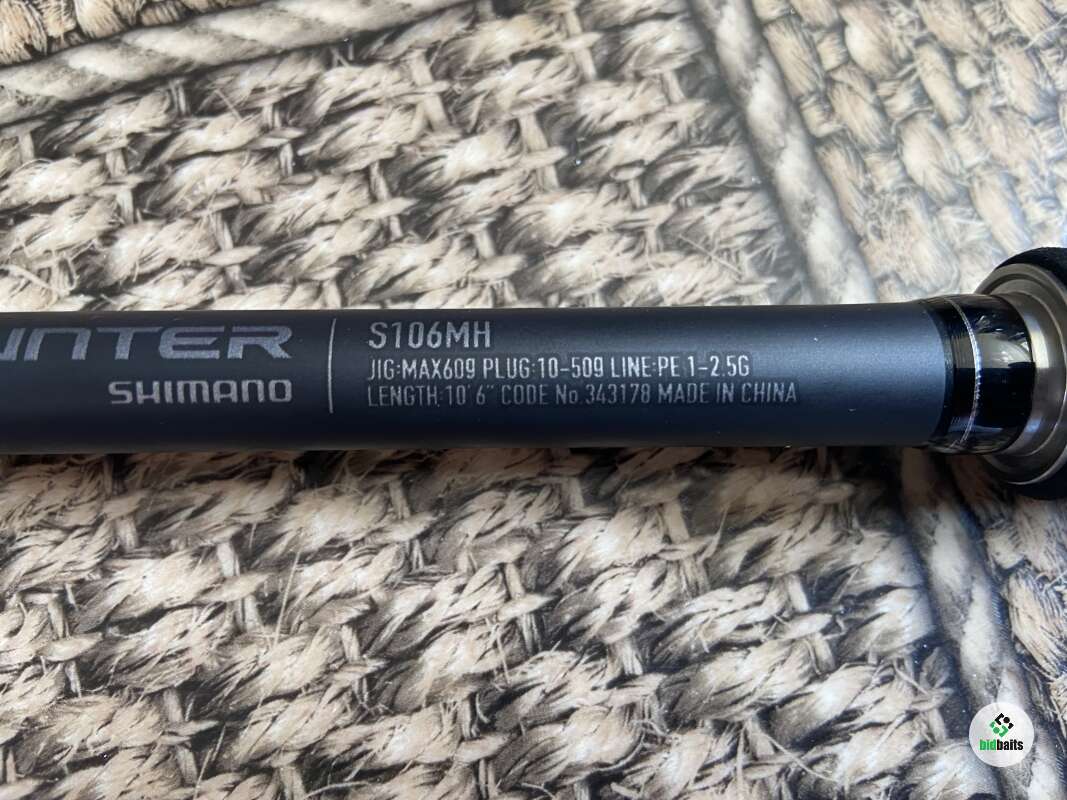 UNTER
SHIMANO
S106MH
JIG:MAX60g PLUG:10-50g LINE:PE 1-2.5G
LENGTH:10'6" CODE No.343178 MADE IN CHINA
bidbaits